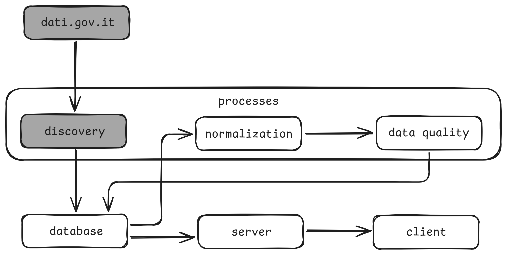 dati.gov.it
processes
discovery
normalization
data quality
database
server
client